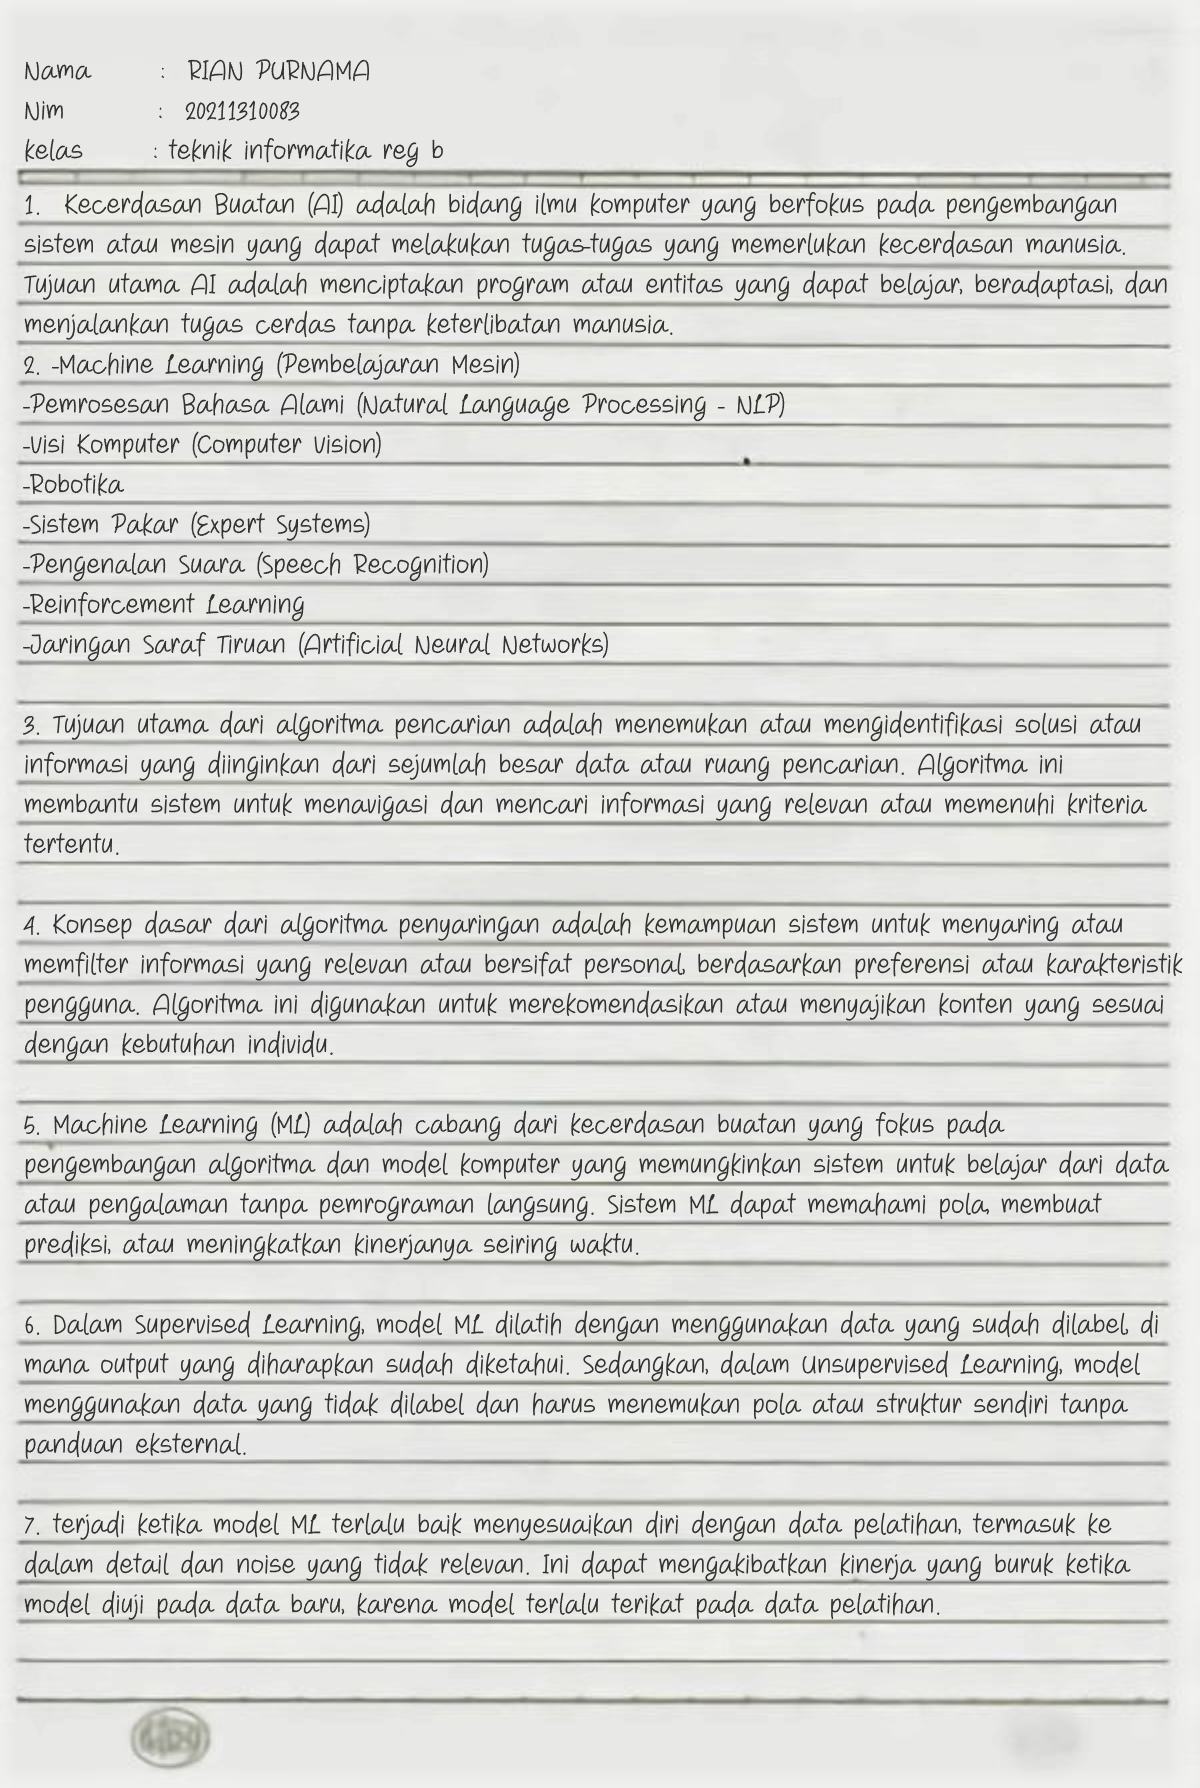 Nama : RIAN PURNAMA
Nim : 20211310083
kelas : teknik informatika reg b
1. Kecerdasan Buatan (AI) adalah bidang ilmu komputer yang berfokus pada pengembangan
sistem atau mesin yang dapat melakukan tugas-tugas yang memerlukan kecerdasan manusia.
Tujuan utama AI adalah menciptakan program atau entitas yang dapat belajar, beradaptasi, dan
menjalankan tugas cerdas tanpa keterlibatan manusia.
2. -Machine Learning (Pembelajaran Mesin)
-Pemrosesan Bahasa Alami (Natural Language Processing - NLP)
-Visi Komputer (Computer Vision)
-Robotika
-Sistem Pakar (Expert Systems)
-Pengenalan Suara (Speech Recognition)
-Reinforcement Learning
-Jaringan Saraf Tiruan (Artificial Neural Networks)
3. Tujuan utama dari algoritma pencarian adalah menemukan atau mengidentifikasi solusi atau
informasi yang diinginkan dari sejumlah besar data atau ruang pencarian. Algoritma ini
membantu sistem untuk menavigasi dan mencari informasi yang relevan atau memenuhi kriteria
tertentu.
4. Konsep dasar dari algoritma penyaringan adalah kemampuan sistem untuk menyaring atau
memfilter informasi yang relevan atau bersifat personal, berdasarkan preferensi atau karakteristik
pengguna. Algoritma ini digunakan untuk merekomendasikan atau menyajikan konten yang sesuai
dengan kebutuhan individu.
5. Machine Learning (ML) adalah cabang dari kecerdasan buatan yang fokus pada
pengembangan algoritma dan model komputer yang memungkinkan sistem untuk belajar dari data
atau pengalaman tanpa pemrograman langsung. Sistem ML dapat memahami pola, membuat
prediksi, atau meningkatkan kinerjanya seiring waktu.
6. Dalam Supervised Learning, model ML dilatih dengan menggunakan data yang sudah dilabel, di
mana output yang diharapkan sudah diketahui. Sedangkan, dalam Unsupervised Learning, model
menggunakan data yang tidak dilabel dan harus menemukan pola atau struktur sendiri tanpa
panduan eksternal.
7. terjadi ketika model ML terlalu baik menyesuaikan diri dengan data pelatihan, termasuk ke
dalam detail dan noise yang tidak relevan. Ini dapat mengakibatkan kinerja yang buruk ketika
model diuji pada data baru, karena model terlalu terikat pada data pelatihan.